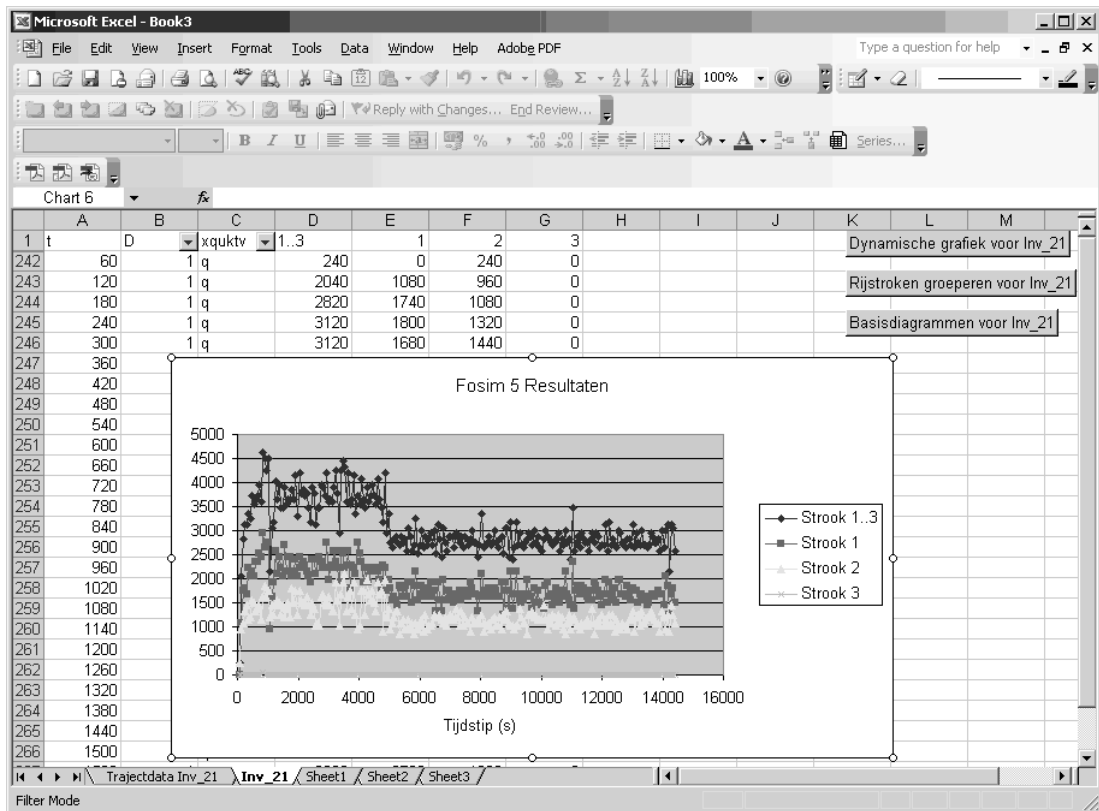 Microsoft Excel - Book3
File Edit View Insert Format Tools Data Window Help Adobe PDF Type a question for help
100%
Reply with Changes... End Review...
B I U % , Series...
Chart 6 fx
A B C D E F G H I J K L M
1 t D xquktv 1..3 1 2 3
Dynamische grafiek voor Inv_21
242 60 1 q 240 0 240 0
243 120 1 q 2040 1080 960 0
Rijstroken groeperen voor Inv_21
244 180 1 q 2820 1740 1080 0
245 240 1 q 3120 1800 1320 0
Basisdiagrammen voor Inv_21
246 300 1 q 3120 1680 1440 0
247 360
248 420
249 480
250 540
251 600
252 660
253 720
254 780
255 840
256 900
257 960
258 1020
259 1080
260 1140
261 1200
262 1260
263 1320
264 1380
265 1440
266 1500
Fosim 5 Resultaten
5000
4500
4000
3500
3000
2500
2000
1500
1000
500
0
0 2000 4000 6000 8000 10000 12000 14000 16000
Tijdstip (s)
Strook 1..3
Strook 1
Strook 2
Strook 3
Trajectdata Inv_21 Inv_21 Sheet1 Sheet2 Sheet3
Filter Mode